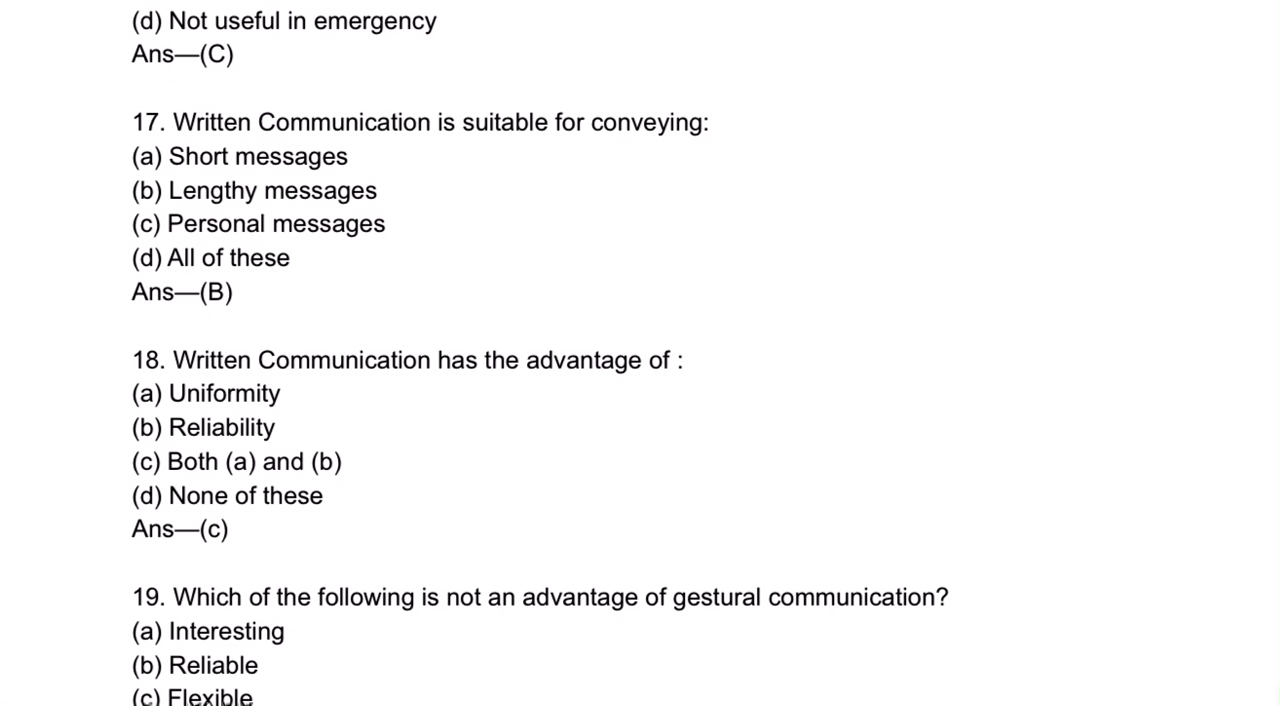 (d) Not useful in emergency
Ans—(C)
17. Written Communication is suitable for conveying:
(a) Short messages
(b) Lengthy messages
(c) Personal messages
(d) All of these
Ans—(B)
18. Written Communication has the advantage of :
(a) Uniformity
(b) Reliability
(c) Both (a) and (b)
(d) None of these
Ans—(c)
19. Which of the following is not an advantage of gestural communication?
(a) Interesting
(b) Reliable
(c) Flexible